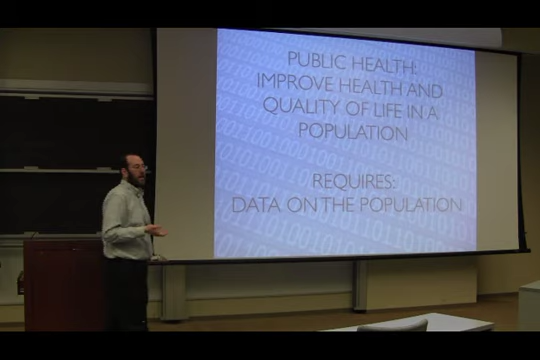 PUBLIC HEALTH:
IMPROVE HEALTH AND
QUALITY OF LIFE IN A
POPULATION
REQUIRES:
DATA ON THE POPULATION